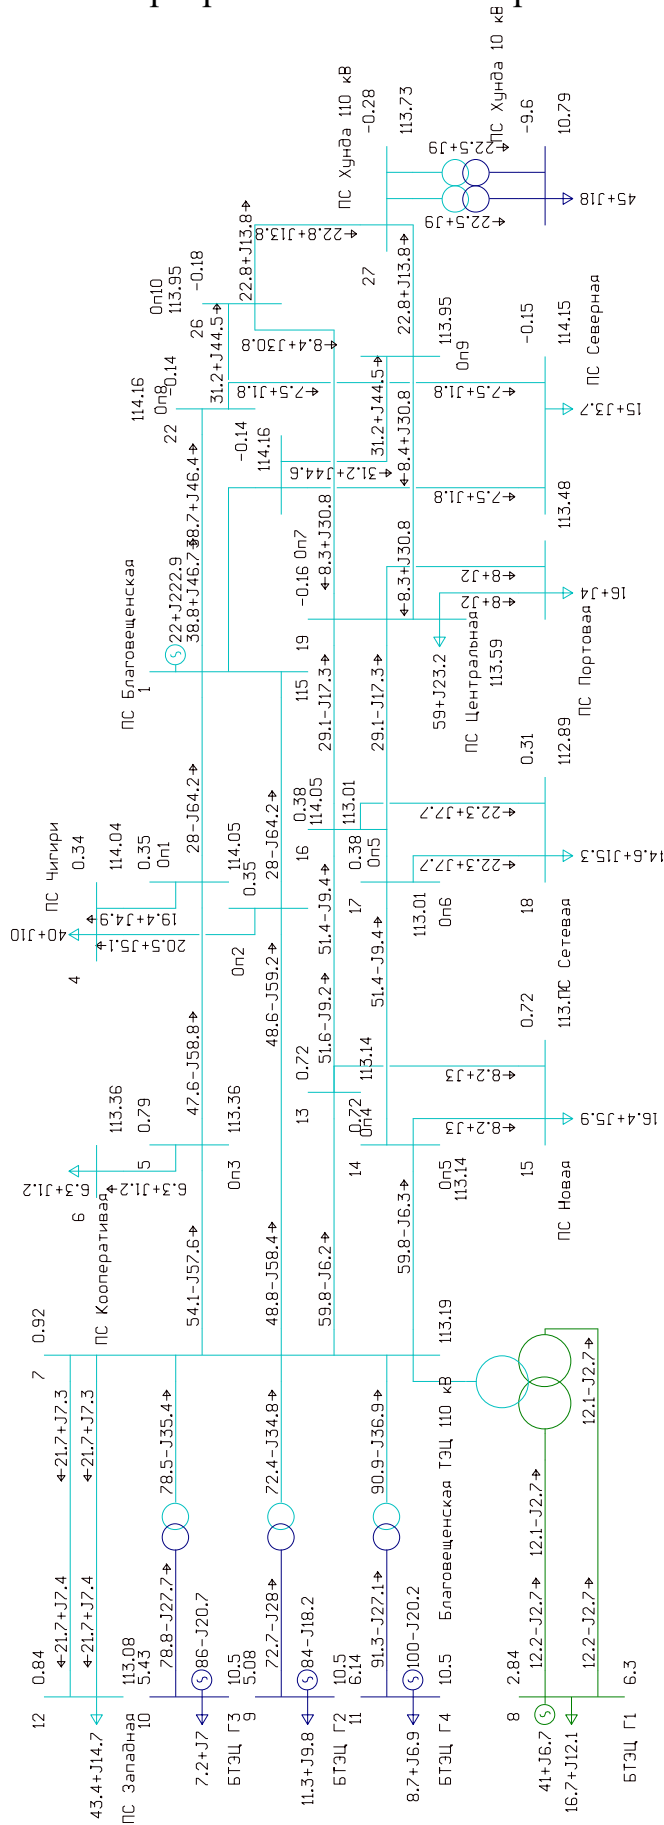 ПС Хунда 110 кВ
-0.28
113.73
27
ПС Хунда 10 кВ
-9.6
10.79
22.5+J9
22.5+J9
45+J18
22.8+J13.8
22.8+J13.8
22.8+J13.8
Оп10
113.95
-0.18
26
31.2+J44.5
8.4+J30.8
113.95
Оп9
31.2+J44.5
8.4+J30.8
114.16
Оп8
-0.14
22
-0.14
114.16
Оп7
31.2+J44.6
7.5+J1.8
7.5+J1.8
7.5+J1.8
-0.15
114.15
ПС Северная
15+J3.7
38.7+J46.4
38.8+J46.7
ПС Благовещенская
1
22+J222.9
115
-0.16
19
8.3+J30.8
8.3+J30.8
59+J23.2
ПС Центральная
113.59
113.48
8+J2
8+J2
16+J4
ПС Портовая
29.1-J17.3
29.1-J17.3
28-J64.2
28-J64.2
ПС Чигири
0.34
114.04
4
40+J10
19.4+J4.9
20.5+J5.1
0.35
Оп1
114.05
0.35
Оп2
0.38
114.05
16
113.01
0.38
Оп5
17
113.01
Оп6
22.3+J7.7
22.3+J7.7
0.31
112.89
18
ПС Сетевая
51.4-J9.4
51.4-J9.4
51.6-J9.2
47.6-J58.8
48.6-J59.2
113.36
6
ПС Кооперативая
6.3+J1.2
6.3+J1.2
0.79
5
113.36
Оп3
0.72
13
113.14
0.72
Оп4
14
Оп5
113.14
8.2+J3
8.2+J3
0.72
15
16.4+J5.9
ПС Новая
54.1-J57.6
48.8-J58.4
59.8-J6.2
59.8-J6.3
0.92
7
113.19
Благовещенская ТЭЦ 110 кВ
21.7+J7.3
21.7+J7.3
21.7+J7.4
21.7+J7.4
0.84
12
113.08
43.4+J14.7
ПС Западная
78.5-J35.4
78.8-J27.7
5.43
10
86-J20.7
10.5
7.2+J7
БТЭЦ Г3
72.4-J34.8
72.7-J28
5.08
9
84-J18.2
10.5
11.3+J9.8
БТЭЦ Г2
90.9-J36.9
91.3-J27.1
6.14
11
100-J20.2
10.5
8.7+J6.9
БТЭЦ Г4
12.1-J2.7
12.1-J2.7
12.2-J2.7
12.2-J2.7
2.84
8
6.3
41+J6.7
16.7+J12.1
БТЭЦ Г1